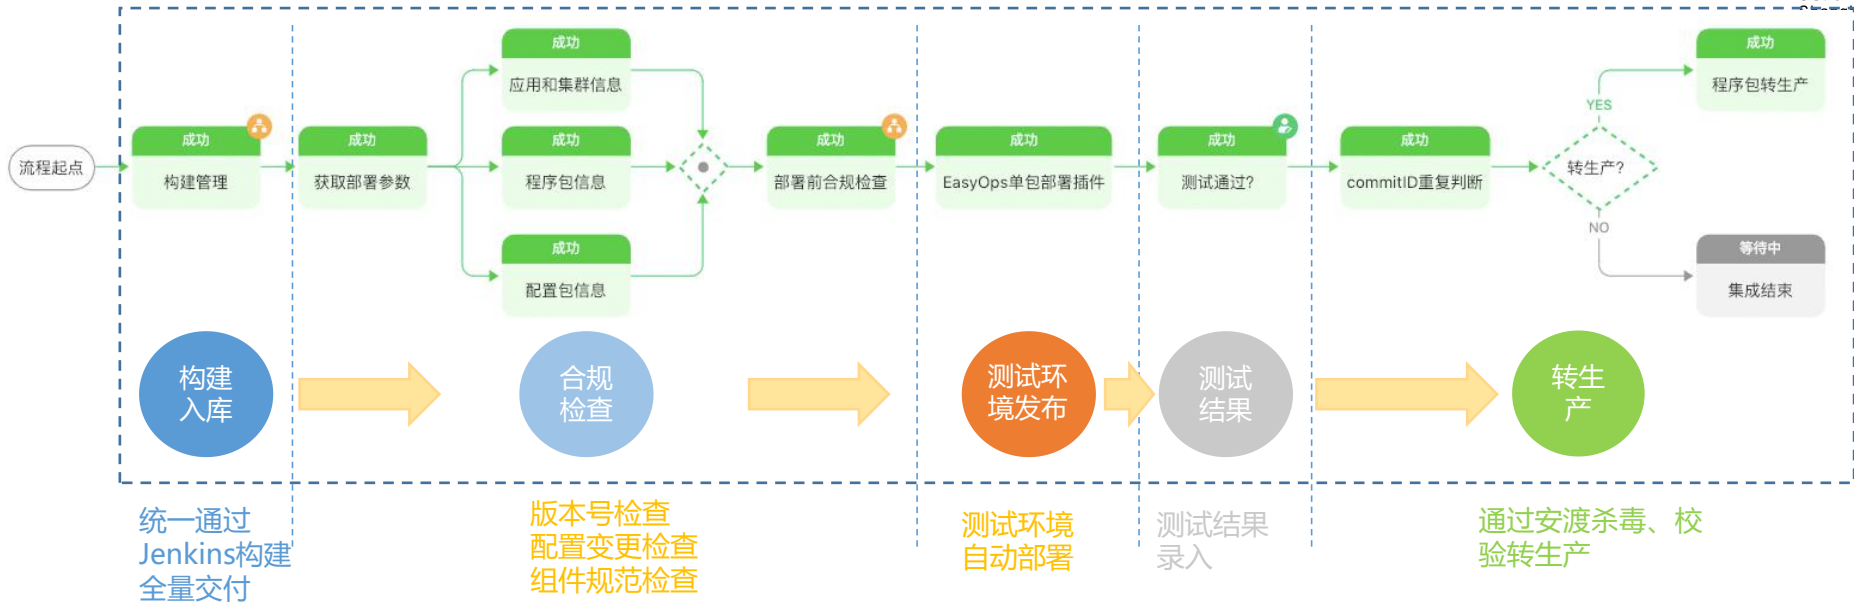 流程起点
成功
构建管理
成功
获取部署参数
成功
应用和集群信息
成功
程序包信息
成功
配置包信息
成功
部署前合规检查
成功
EasyOps单包部署插件
成功
测试通过?
成功
commitID重复判断
转生产?
YES
NO
成功
程序包转生产
等待中
集成结束
构建
入库
合规
检查
测试环
境发布
测试
结果
转生
产
统一通过
Jenkins构建
全量交付
版本号检查
配置变更检查
组件规范检查
测试环境
自动部署
测试结果
录入
通过安渡杀毒、校
验转生产